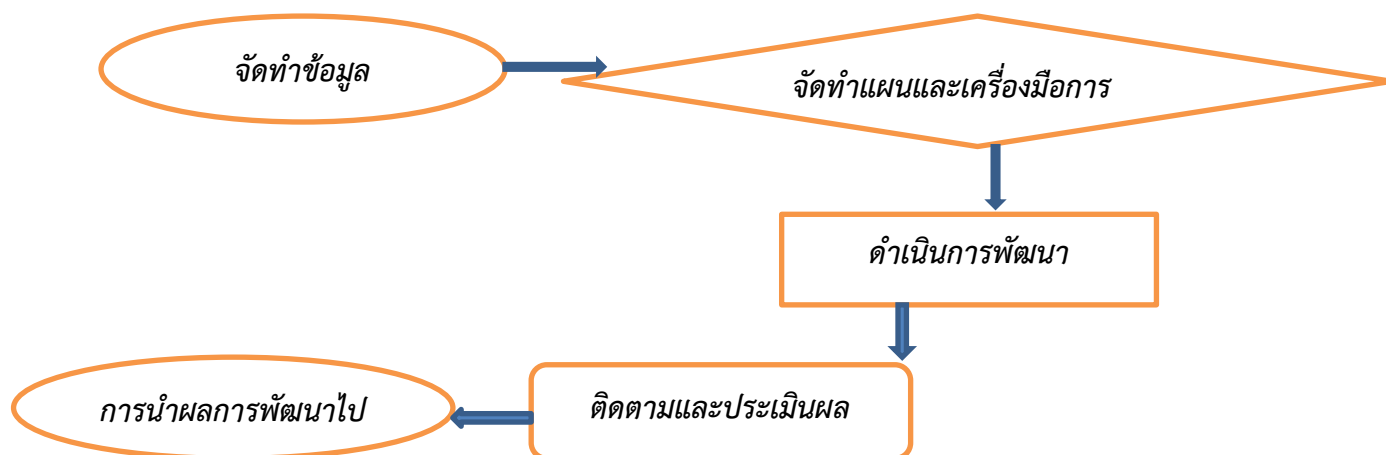 จัดทำข้อมูล
จัดทำแผนและเครื่องมือการ
ดำเนินการพัฒนา
ติดตามและประเมินผล
การนำผลการพัฒนาไป